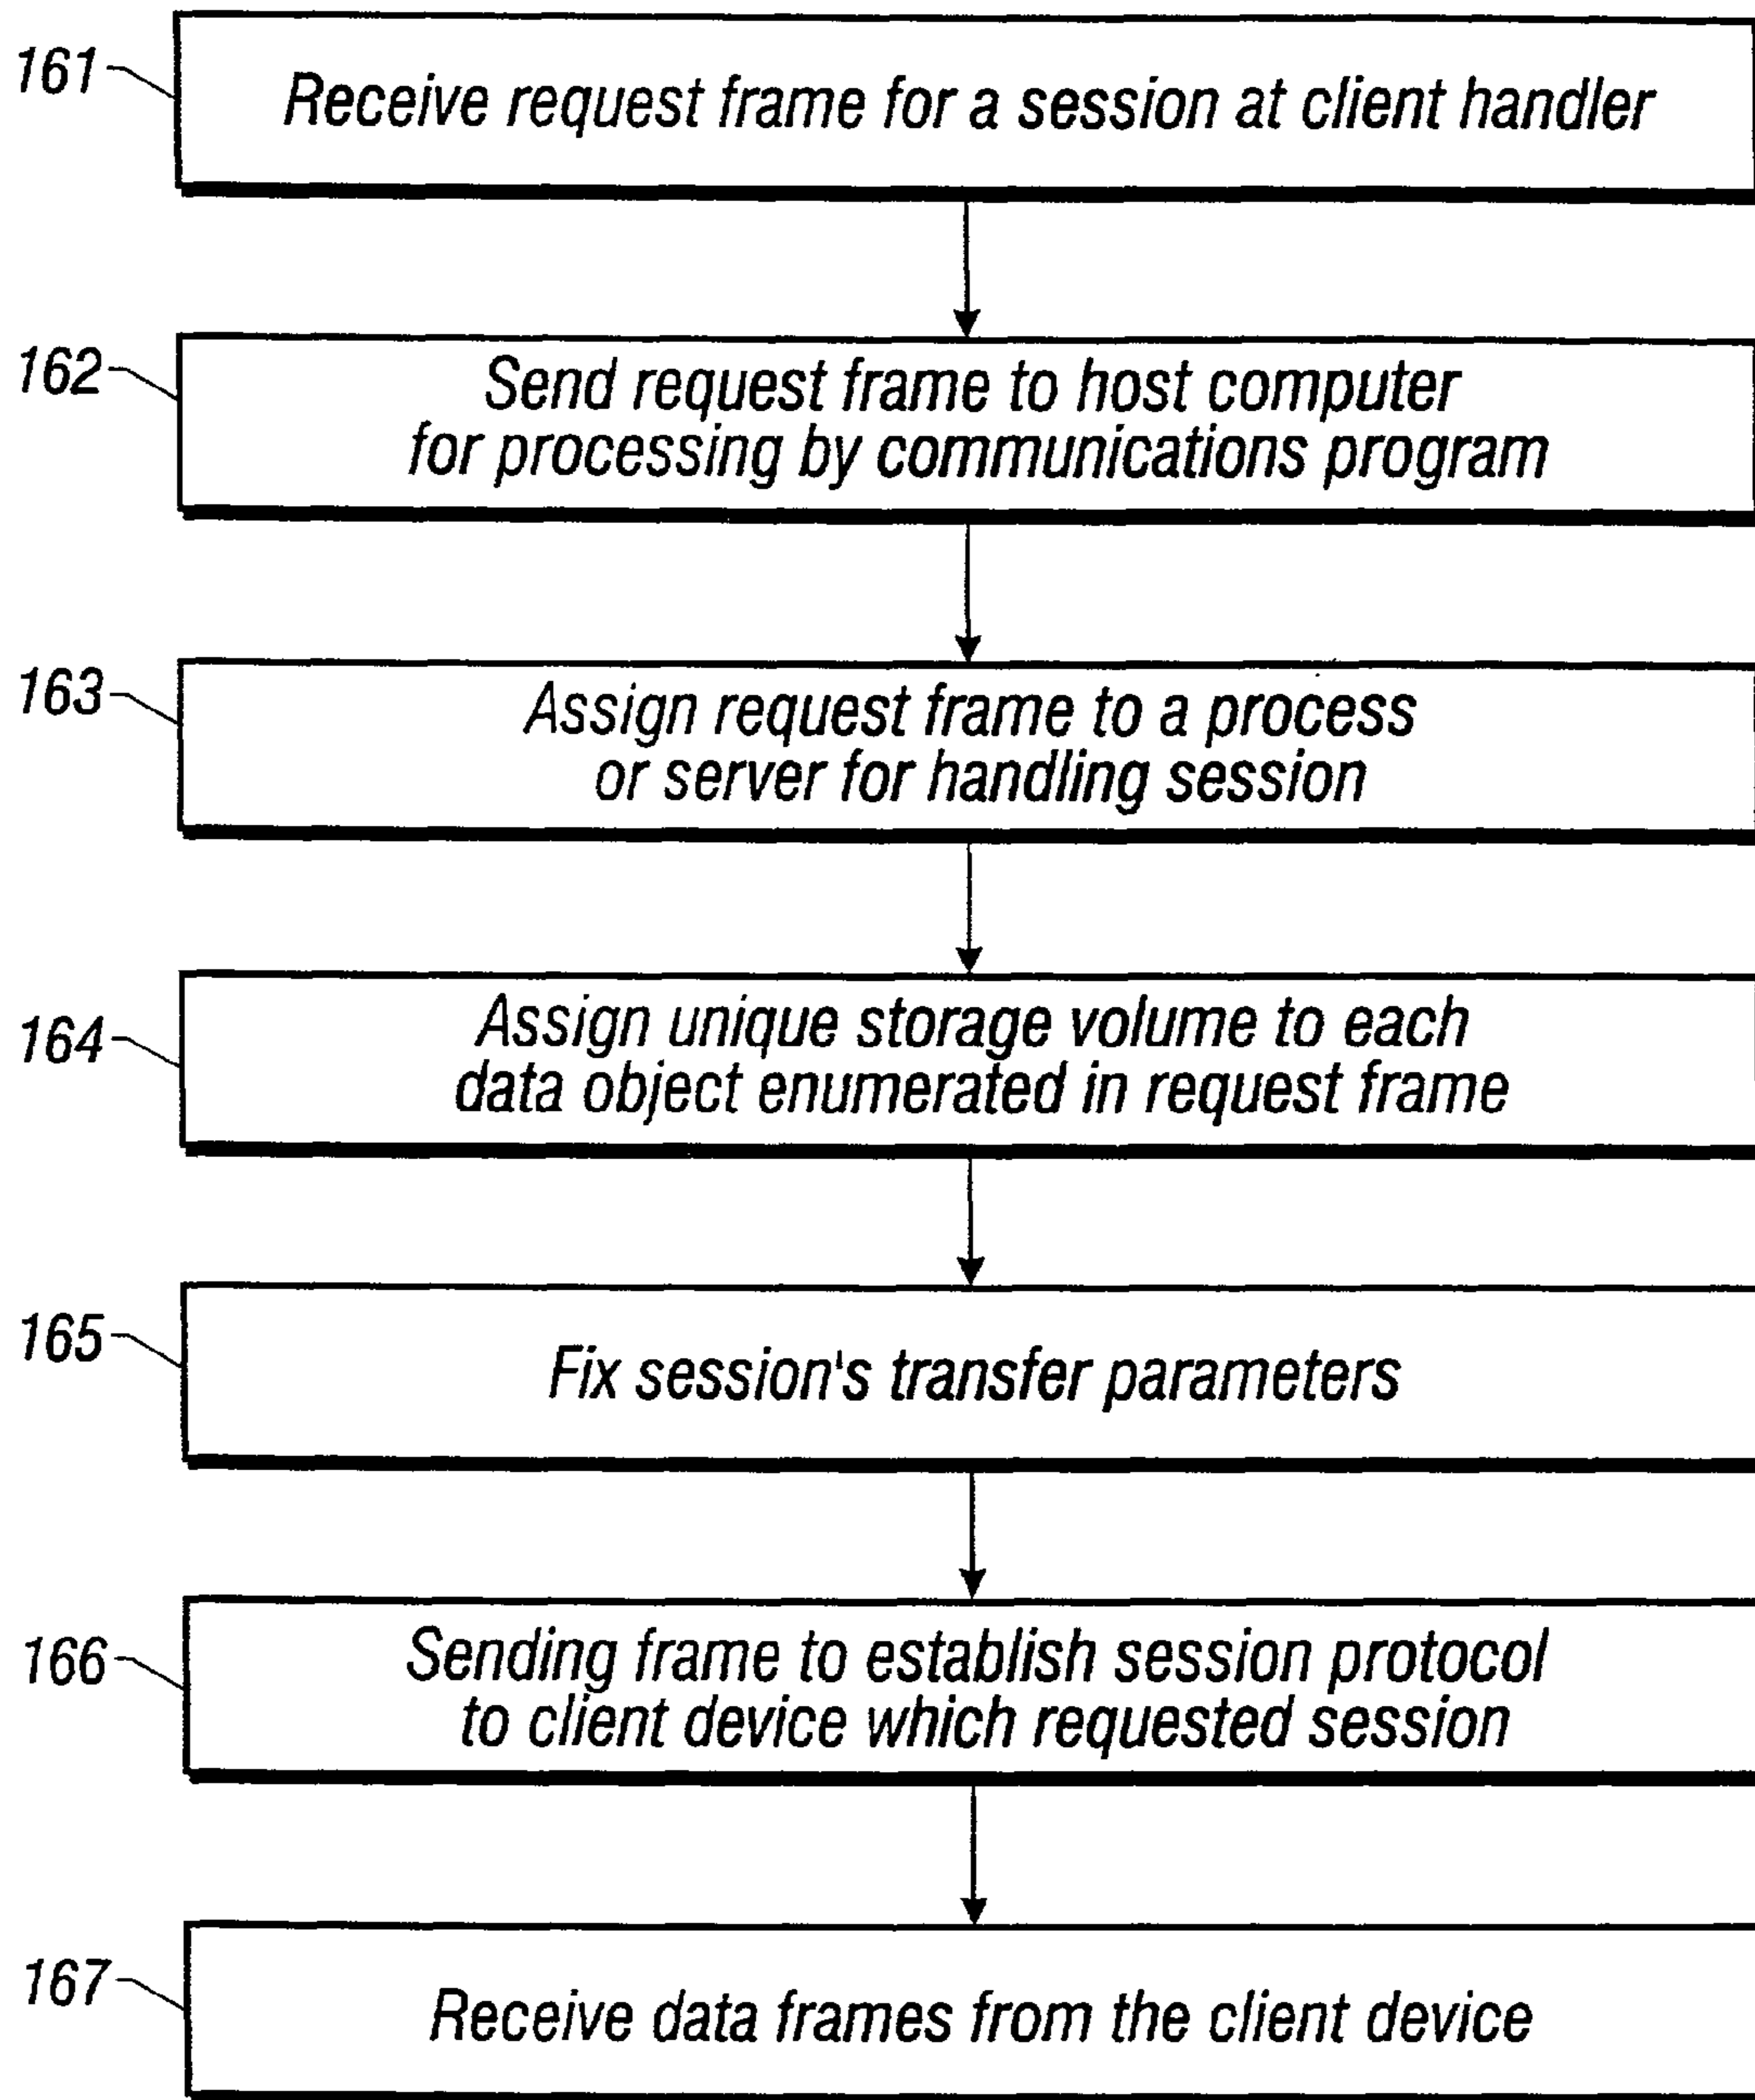 161
Receive request frame for a session at client handler
162
Send request frame to host computer
for processing by communications program
163
Assign request frame to a process
or server for handling session
164
Assign unique storage volume to each
data object enumerated in request frame
165
Fix session's transfer parameters
166
Sending frame to establish session protocol
to client device which requested session
167
Receive data frames from the client device